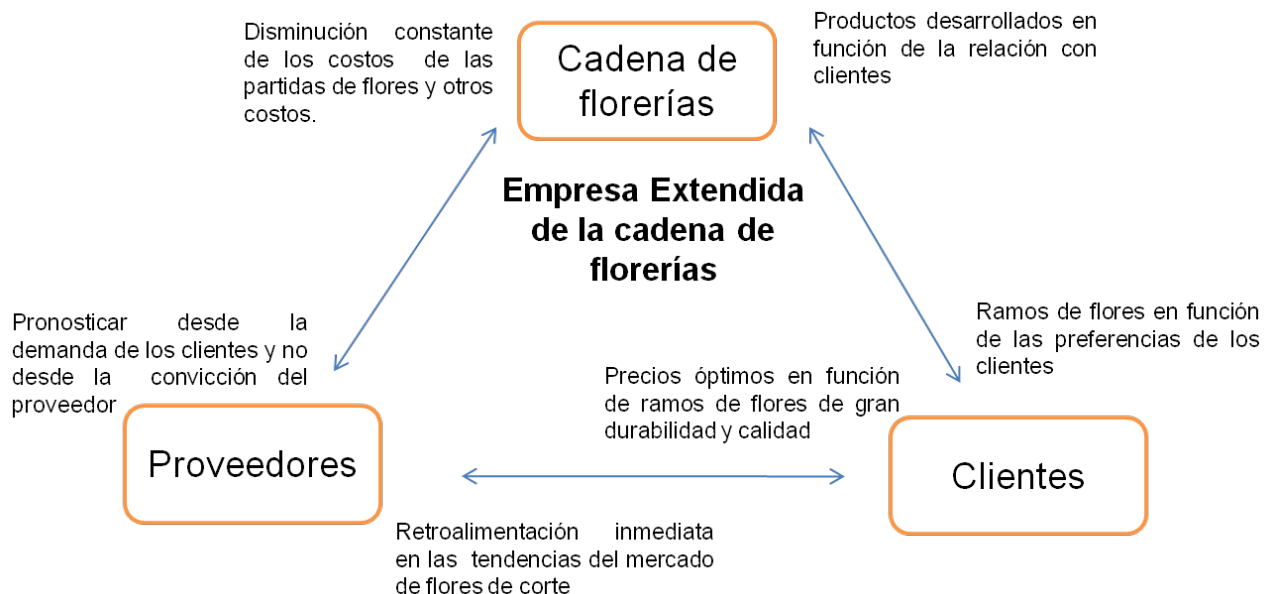 Disminución constante
de los costos de las
partidas de flores y otros
costos.
Cadena de
florerías
Productos desarrollados en
función de la relación con
clientes
Empresa Extendida
de la cadena de
florerías
Pronosticar desde la
demanda de los clientes y no
desde la convicción del
proveedor
Ramos de flores en función
de las preferencias de los
clientes
Precios óptimos en función
de ramos de flores de gran
durabilidad y calidad
Proveedores
Clientes
Retroalimentación inmediata
en las tendencias del mercado
de flores de corte